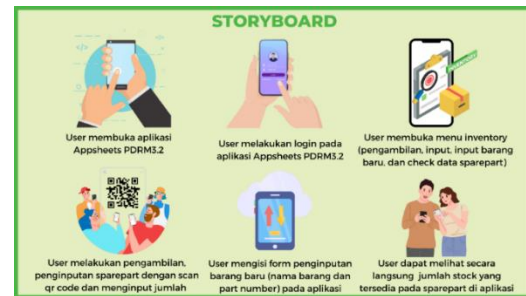 STORYBOARD
User membuka aplikasi
Appsheets PDRM3.2
User melakukan login pada
aplikasi Appsheets PDRM3.2
User membuka menu inventory
(pengambilan, input, input barang
baru, dan check data sparepart)
User melakukan pengambilan,
penginputan sparepart dengan scan
qr code dan menginput jumlah
User mengisi form penginputan
barang baru (nama barang dan
part number) pada aplikasi
User dapat melihat secara
langsung jumlah stock yang
tersedia pada sparepart di aplikasi